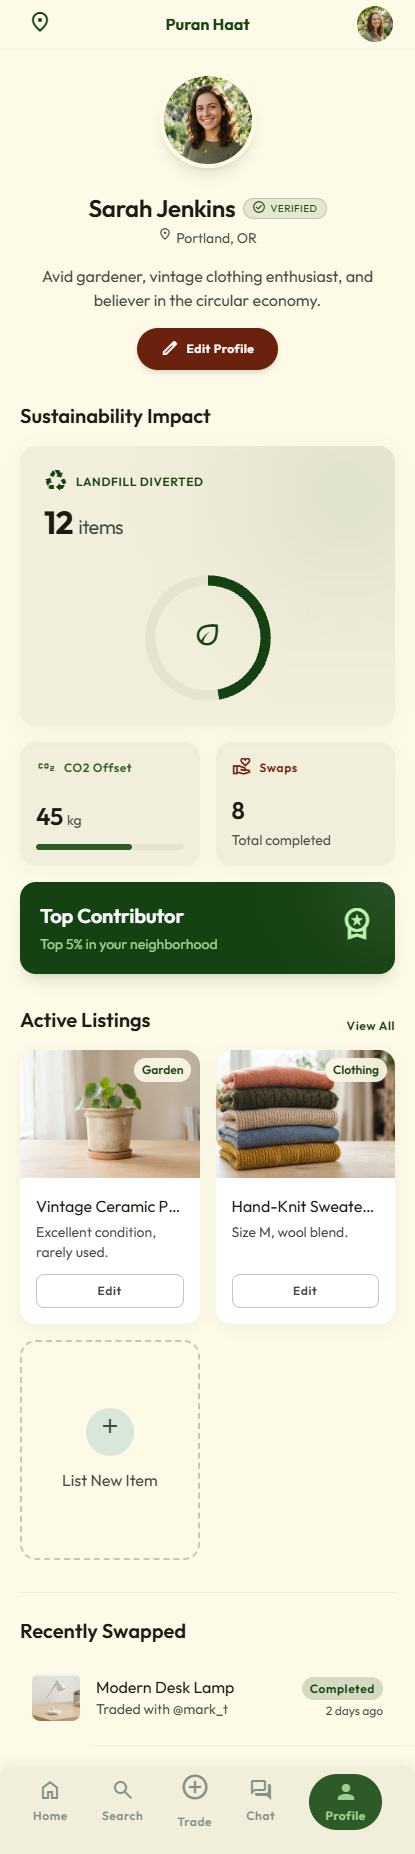 Puran Haat
Sarah Jenkins
VERIFIED
Portland, OR
Avid gardener, vintage clothing enthusiast, and
believer in the circular economy.
Edit Profile
Sustainability Impact
LANDFILL DIVERTED
12 items
CO2 CO2 Offset
45 kg
Swaps
8
Total completed
Top Contributor
Top 5% in your neighborhood
Active Listings
View All
Garden
Vintage Ceramic P...
Excellent condition,
rarely used.
Edit
Clothing
Hand-Knit Sweate...
Size M, wool blend.
Edit
List New Item
Recently Swapped
Modern Desk Lamp
Traded with @mark_t
Completed
2 days ago
Home
Search
Trade
Chat
Profile